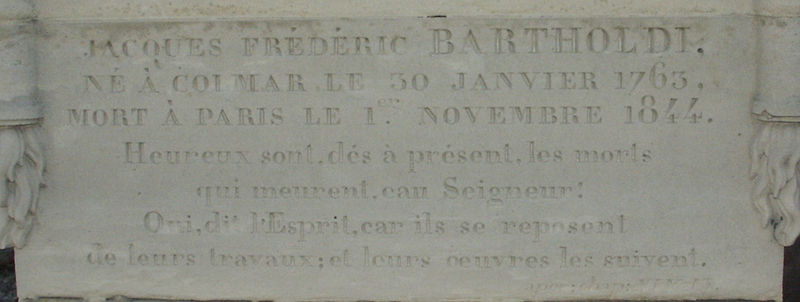 JACQUES FRÉDÉRIC BARTHOLDI,
NÉ À COLMAR LE 30 JANVIER 1763,
MORT À PARIS LE 1.er NOVEMBRE 1844.
Heureux sont, dés à présent, les morts
qui meurent, eau Seigneur!
Oui, dit l'Esprit, car ils se reposent
de leurs travaux; et leurs oeuvres les suivent.